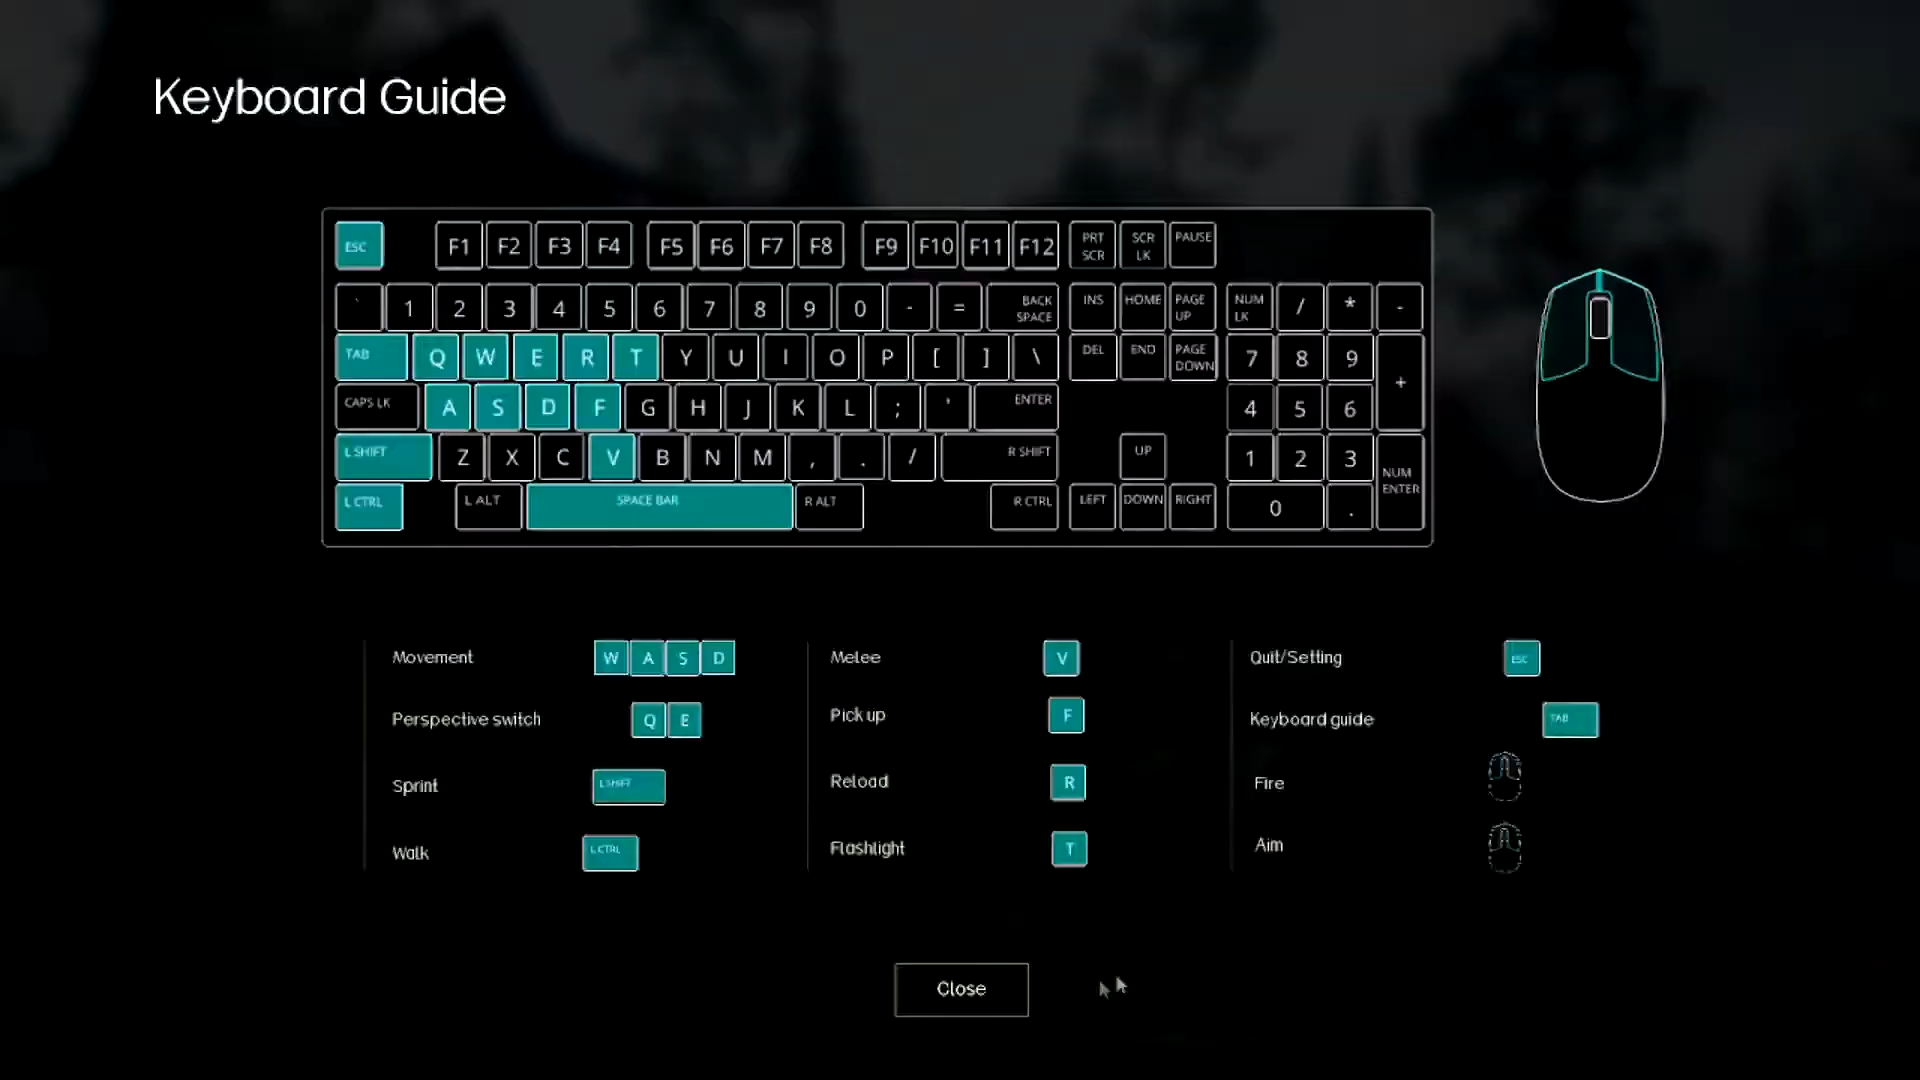 Keyboard Guide
ESC F1 F2 F3 F4 F5 F6 F7 F8 F9 F10 F11 F12 PRT SCR SCR LK PAUSE
` 1 2 3 4 5 6 7 8 9 0 - = BACK SPACE INS HOME PAGE UP NUM LK / * -
TAB Q W E R T Y U I O P [ ] \ DEL END PAGE DOWN 7 8 9 +
CAPS LK A S D F G H J K L ; ' ENTER 4 5 6
L SHIFT Z X C V B N M , . / R SHIFT UP 1 2 3 NUM ENTER
L CTRL L ALT SPACE BAR R ALT R CTRL LEFT DOWN RIGHT 0 .
Movement W A S D
Perspective switch Q E
Sprint L SHIFT
Walk L CTRL
Melee V
Pick up F
Reload R
Flashlight T
Quit/Setting ESC
Keyboard guide TAB
Fire
Aim
Close